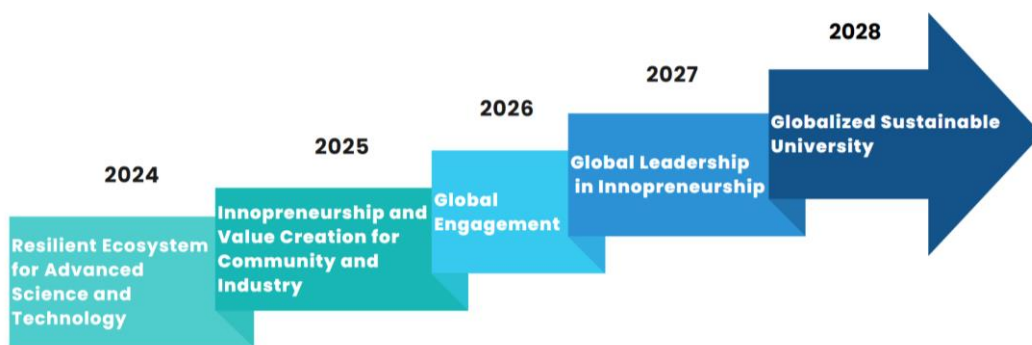 2024
Resilient Ecosystem
for Advanced
Science and
Technology
2025
Innopreneurship and
Value Creation for
Community and
Industry
2026
Global
Engagement
2027
Global Leadership
in Innopreneurship
2028
Globalized Sustainable
University